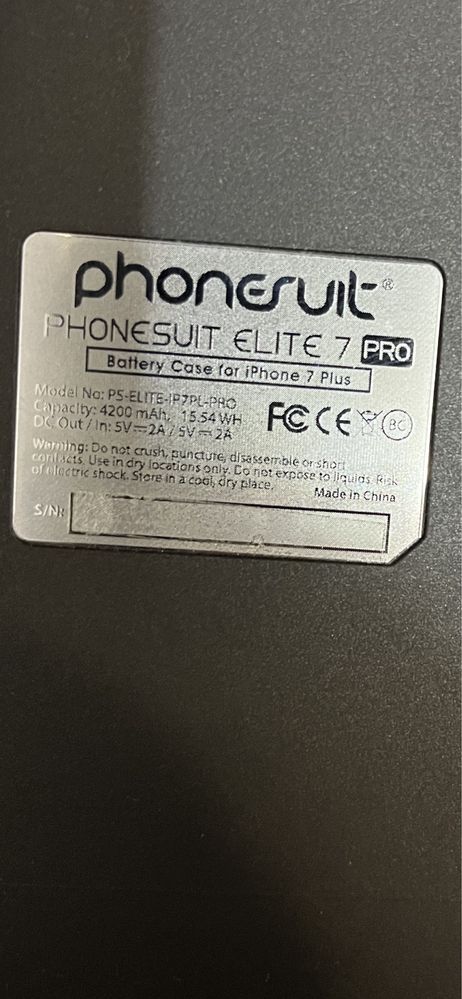 phonesuit®
PHONESUIT ELITE 7 PRO
Battery Case for iPhone 7 Plus
Model No: PS-ELITE-IP7PL-PRO
Capacity: 4200 mAh, 15.54 WH
DC Out / In: 5V⎓2A / 5V⎓2A
FC CE BC
Warning: Do not crush, puncture, disassemble or short
contacts. Use in dry locations only. Do not expose to liquids. Risk
of electric shock. Store in a cool, dry place.
Made in China
S/N: